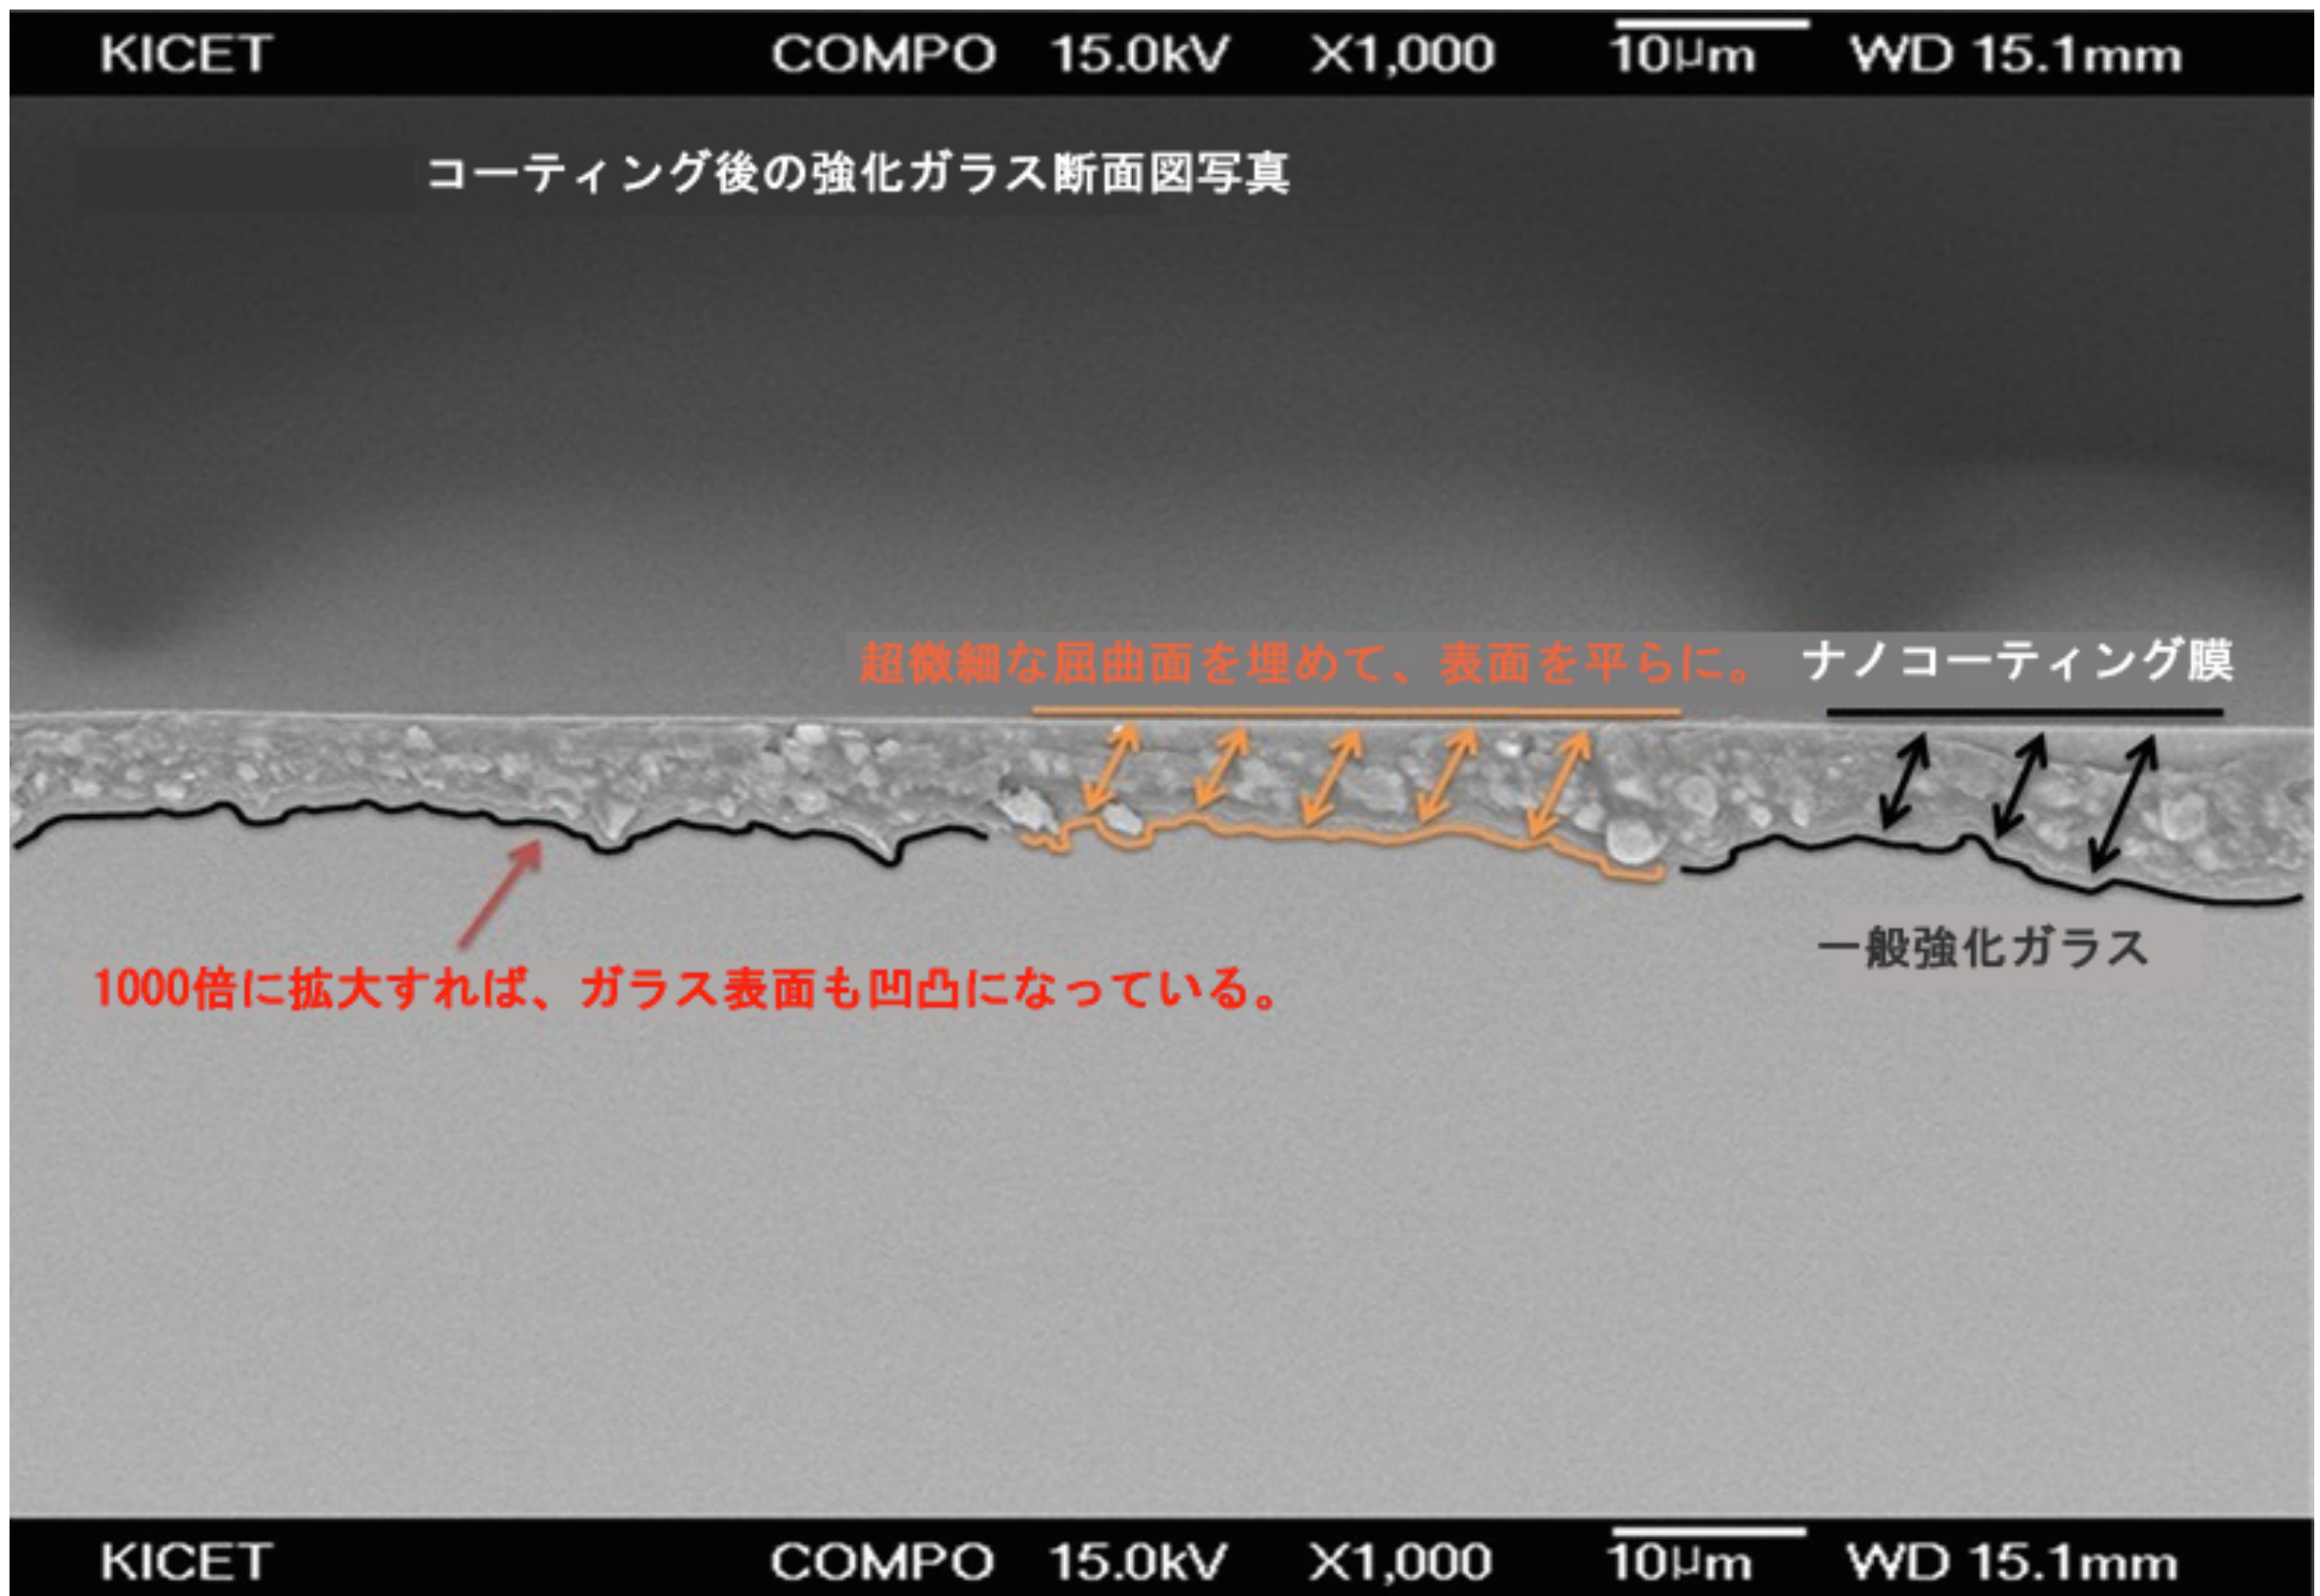 KICET COMPO 15.0kV X1,000 10μm WD 15.1mm
コーティング後の強化ガラス断面図写真
超微細な屈曲面を埋めて、表面を平らに。
ナノコーティング膜
一般強化ガラス
1000倍に拡大すれば、ガラス表面も凹凸になっている。
KICET COMPO 15.0kV X1,000 10μm WD 15.1mm